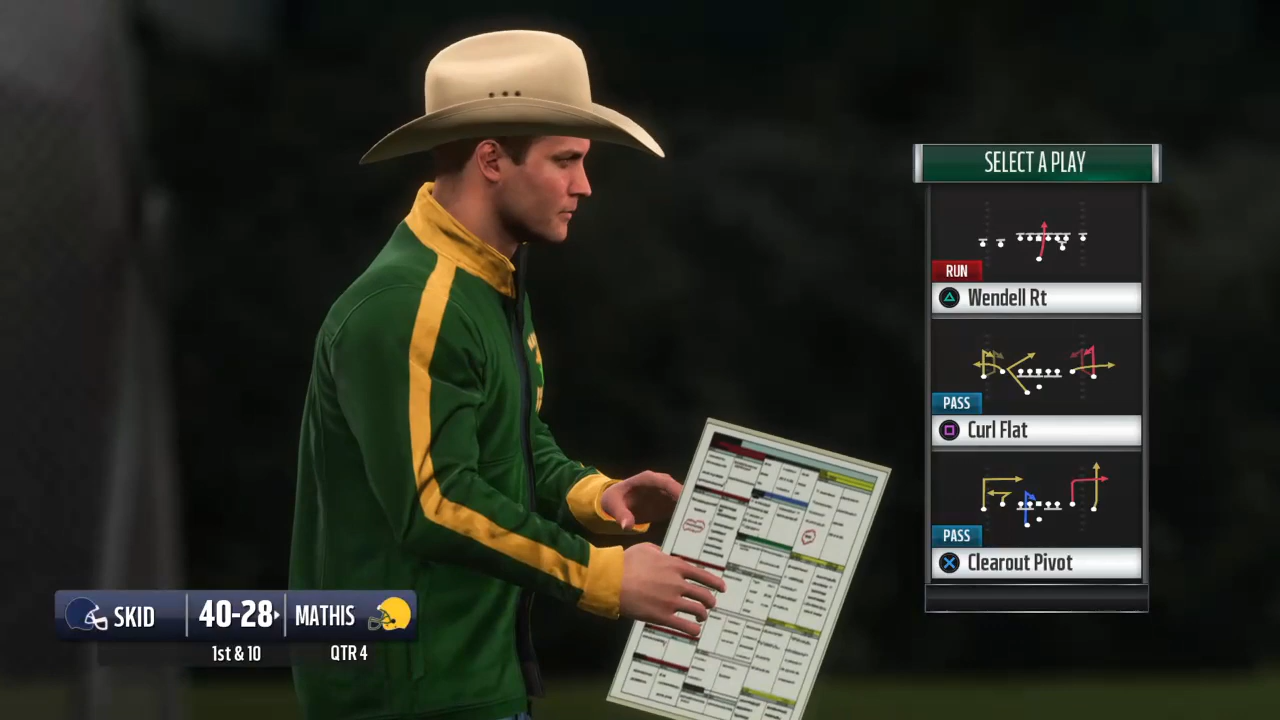 SELECT A PLAY
RUN
Wendell Rt
PASS
Curl Flat
PASS
Clearout Pivot
SKID 40-28 MATHIS
1st & 10 QTR 4